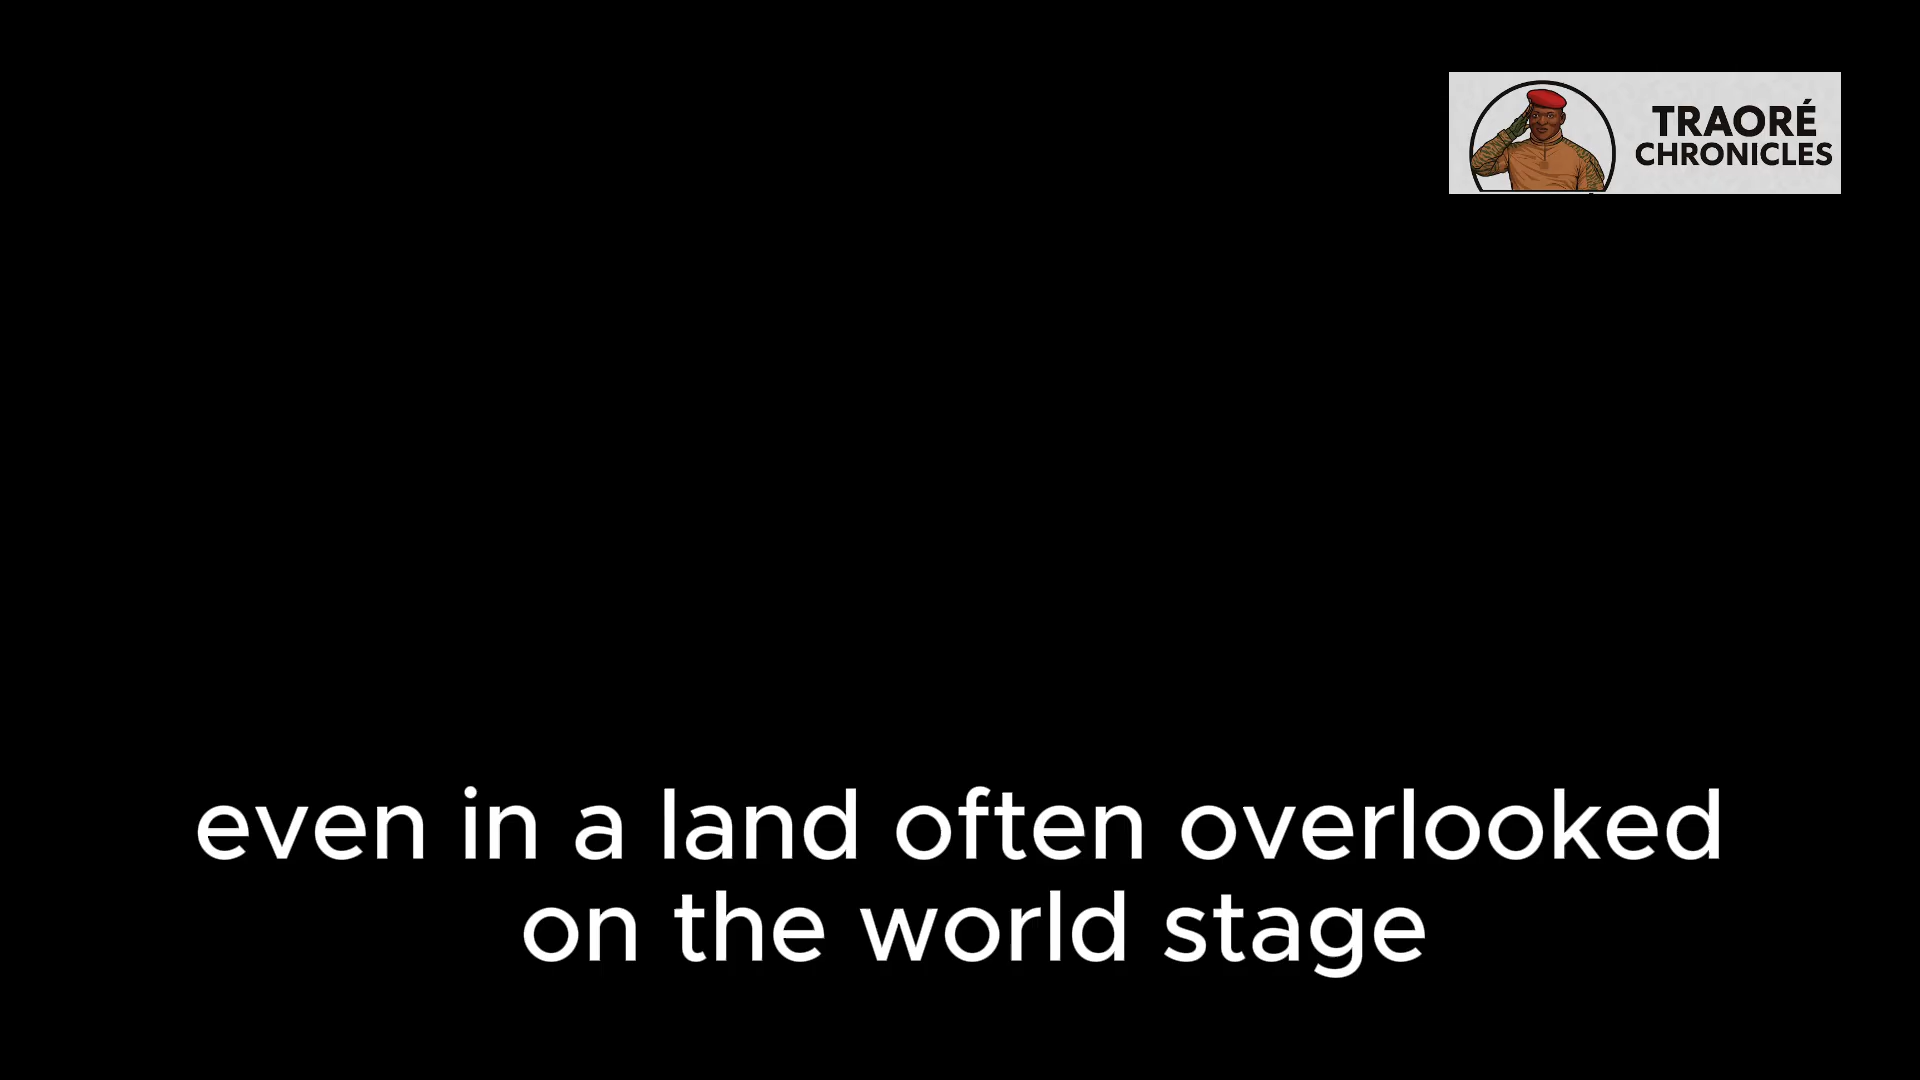 TRAORÉ
CHRONICLES
even in a land often overlooked
on the world stage